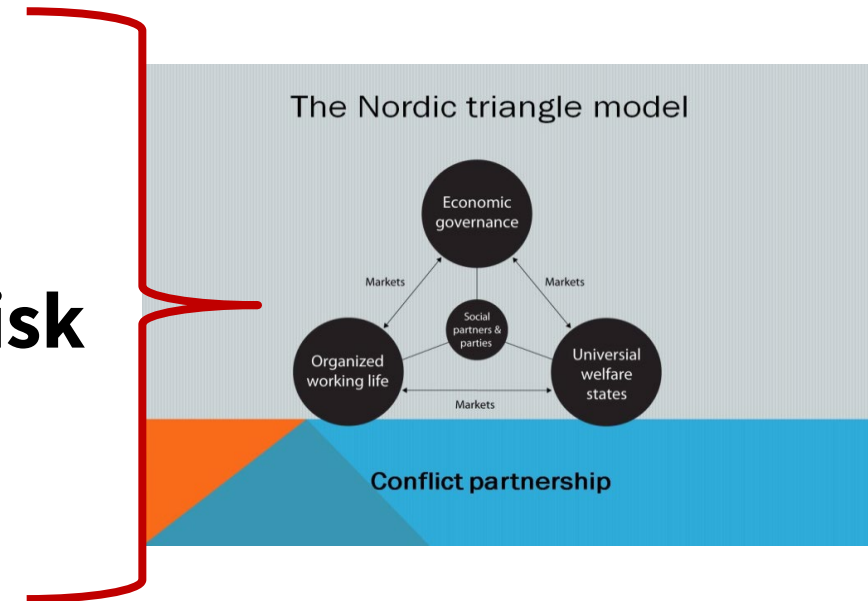 The Nordic triangle model
Economic
governance
Markets
Markets
isk
Social
partners &
parties
Organized
working life
Universial
welfare
states
Markets
Conflict partnership